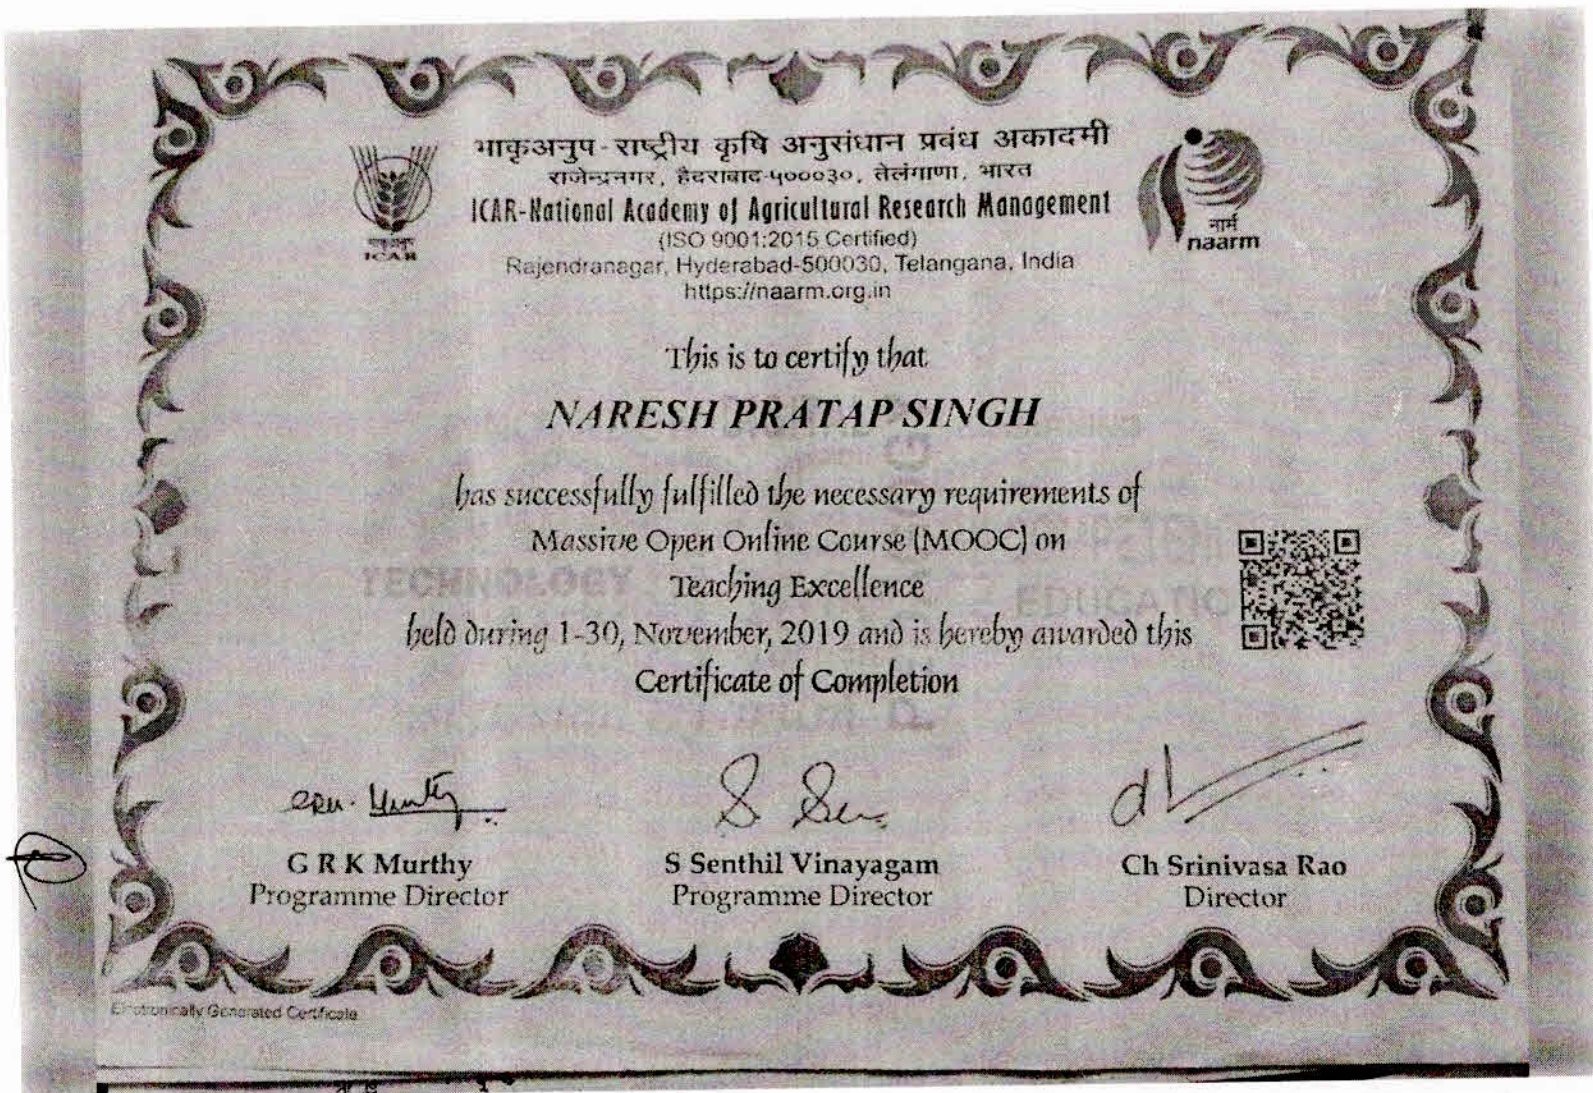 भाकृअनुप - राष्ट्रीय कृषि अनुसंधान प्रबंध अकादमी
राजेन्द्रनगर, हैदराबाद-५०००३०, तेलंगाणा, भारत
ICAR-National Academy of Agricultural Research Management
(ISO 9001:2015 Certified)
Rajendranagar, Hyderabad-500030, Telangana, India
https://naarm.org.in
भाकृअनुप
ICAR
नार्म
naarm
This is to certify that
NARESH PRATAP SINGH
has successfully fulfilled the necessary requirements of
Massive Open Online Course (MOOC) on
Teaching Excellence
held during 1-30, November, 2019 and is hereby awarded this
Certificate of Completion
TECHNOLOGY
G R K Murthy
Programme Director
S Senthil Vinayagam
Programme Director
Ch Srinivasa Rao
Director
Electronically Generated Certificate